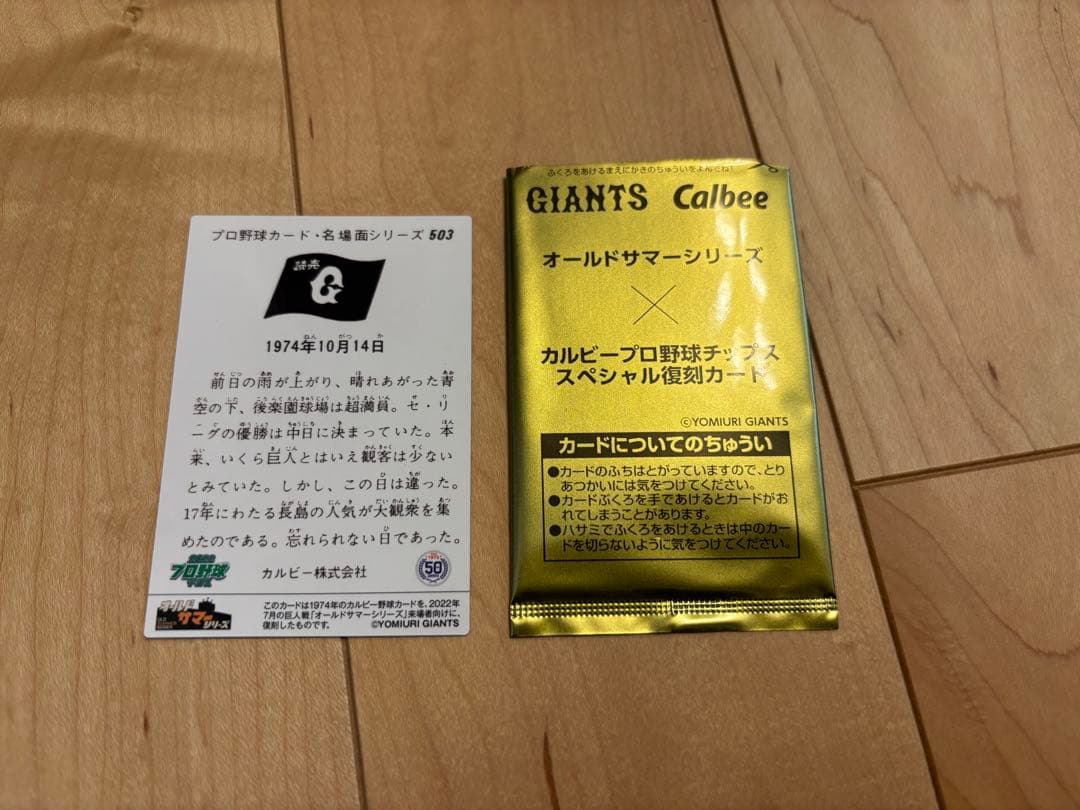 プロ野球カード・名場面シリーズ 503
読売
G
1974年10月14日
前日の雨が上がり、晴れあがった青
空の下、後楽園球場は超満員。セ・リ
ーグの優勝は中日に決まっていた。本
来、いくら巨人とはいえ観客は少ない
とみていた。しかし、この日は違った。
17年にわたる長島の人気が大観衆を集
めたのである。忘れられない日であった。
2022
プロ野球
カルビー株式会社
50
オールド
サマー
シリーズ
このカードは1974年のカルビー野球カードを、2022年
7月の巨人戦「オールドサマーシリーズ」来場者向けに、
復刻したものです。 ©YOMIURI GIANTS
ふくろをあけるまえにかきのちゅういをよんでね!
GIANTS Calbee
オールドサマーシリーズ
×
カルビープロ野球チップス
スペシャル復刻カード
©YOMIURI GIANTS
カードについてのちゅうい
●カードのふちはとがっていますので、とり
あつかいには気をつけてください。
●カードぶくろを手であけるとカードがお
れてしまうことがあります。
●ハサミでふくろをあけるときは中のカー
ドを切らないように気をつけてください。